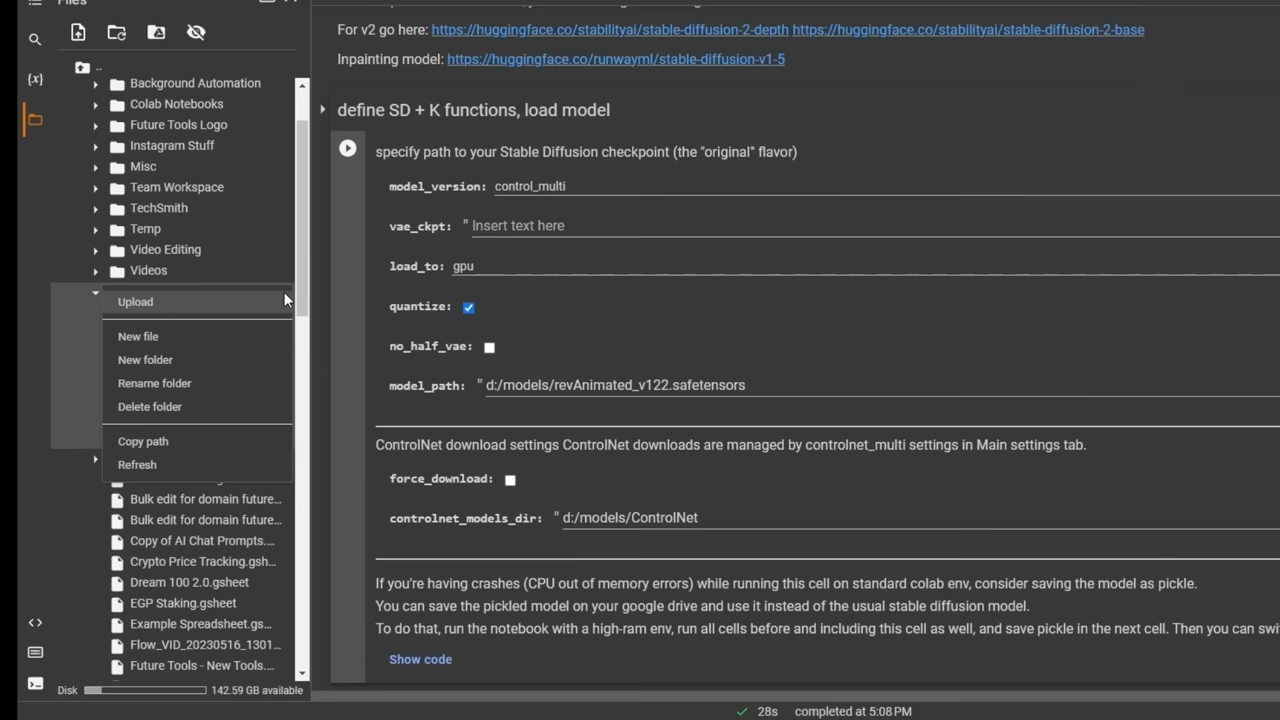 Files
..
Background Automation
Colab Notebooks
Future Tools Logo
Instagram Stuff
Misc
Team Workspace
TechSmith
Temp
Video Editing
Videos
Upload
New file
New folder
Rename folder
Delete folder
Copy path
Refresh
Bulk edit for domain future...
Bulk edit for domain future...
Copy of AI Chat Prompts....
Crypto Price Tracking.gsh...
Dream 100 2.0.gsheet
EGP Staking.gsheet
Example Spreadsheet.gs...
Flow_VID_20230516_1301...
Future Tools - New Tools....
Disk 142.59 GB available
For v2 go here: https://huggingface.co/stabilityai/stable-diffusion-2-depth https://huggingface.co/stabilityai/stable-diffusion-2-base
Inpainting model: https://huggingface.co/runwayml/stable-diffusion-v1-5
define SD + K functions, load model
specify path to your Stable Diffusion checkpoint (the "original" flavor)
model_version: control_multi
vae_ckpt: " Insert text here
load_to: gpu
quantize:
no_half_vae:
model_path: " d:/models/revAnimated_v122.safetensors
ControlNet download settings ControlNet downloads are managed by controlnet_multi settings in Main settings tab.
force_download:
controlnet_models_dir: " d:/models/ControlNet
If you're having crashes (CPU out of memory errors) while running this cell on standard colab env, consider saving the model as pickle.
You can save the pickled model on your google drive and use it instead of the usual stable diffusion model.
To do that, run the notebook with a high-ram env, run all cells before and including this cell as well, and save pickle in the next cell. Then you can swi
Show code
28s completed at 5:08 PM